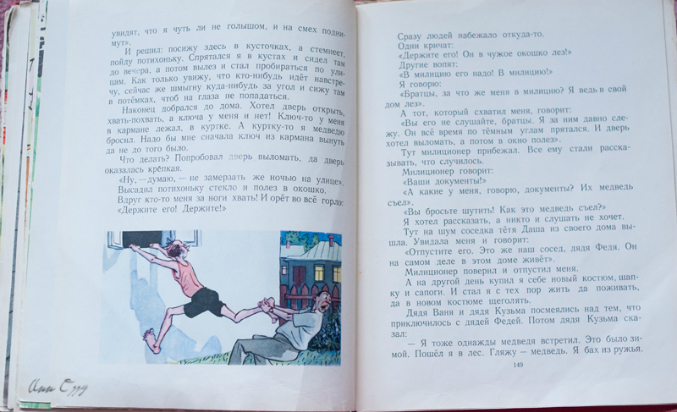 увидят, что я чуть ли не голышом, и на смех подни-
мут».
И решил: посижу здесь в кусточках, а стемнеет,
пойду потихоньку. Спрятался я в кустах и сидел там
до вечера, а потом вылез и стал пробираться по ули-
цам. Как только увижу, что кто-нибудь идёт навстре-
чу, сейчас же шмыгну куда-нибудь за угол и сижу там
в потёмках, чтоб на глаза не попадаться.
Наконец добрался до дома. Хотел дверь открыть,
хвать-похвать, а ключа у меня и нет! Ключ-то у меня
в кармане лежал, в куртке. А куртку-то я медведю
бросил. Надо бы мне сначала ключ из кармана вынуть,
да не до того было.
Что делать? Попробовал дверь выломать, да дверь
оказалась крепкая.
«Ну, — думаю, — не замерзать же ночью на улице».
Высадил потихоньку стекло и полез в окошко.
Вдруг кто-то меня за ноги хвать! И орёт во всё горло:
«Держите его! Держите!»
Сразу людей набежало откуда-то.
Одни кричат:
«Держите его! Он в чужое окошко лез!»
Другие вопят:
«В милицию его надо! В милицию!»
Я говорю:
«Братцы, за что же меня в милицию? Я ведь в свой
дом лез».
А тот, который схватил меня, говорит:
«Вы его не слушайте, братцы. Я за ним давно сле-
жу. Он всё время по тёмным углам прятался. И дверь
хотел выломать, а потом в окно полез».
Тут милиционер прибежал. Все ему стали расска-
зывать, что случилось.
Милиционер говорит:
«Ваши документы!»
«А какие у меня, говорю, документы? Их медведь
съел».
«Вы бросьте шутить! Как это медведь съел?»
Я хотел рассказать, а никто и слушать не хочет.
Тут на шум соседка тётя Даша из своего дома вы-
шла. Увидала меня и говорит:
«Отпустите его. Это же наш сосед, дядя Федя. Он
на самом деле в этом доме живёт».
Милиционер поверил и отпустил меня.
А на другой день купил я себе новый костюм, шап-
ку и сапоги. И стал я с тех пор жить да поживать,
да в новом костюме щеголять.
Дядя Ваня и дядя Кузьма посмеялись над тем, что
приключилось с дядей Федей. Потом дядя Кузьма ска-
зал:
— Я тоже однажды медведя встретил. Это было зи-
мой. Пошёл я в лес. Гляжу — медведь. Я бах из ружья,
149